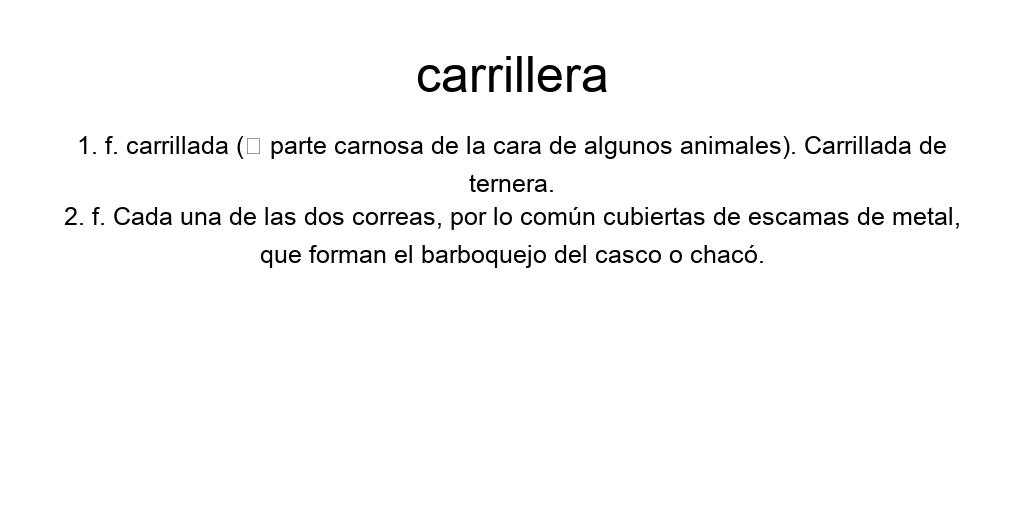 carrillera
1. f. carrillada (□ parte carnosa de la cara de algunos animales). Carrillada de
ternera.
2. f. Cada una de las dos correas, por lo común cubiertas de escamas de metal,
que forman el barboquejo del casco o chacó.